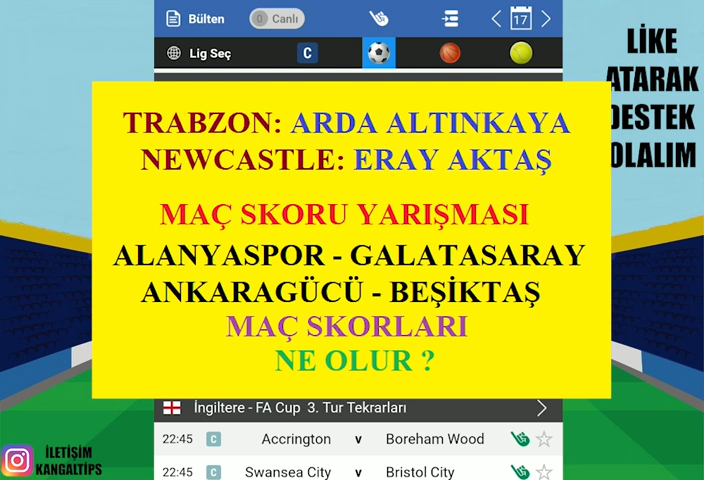 Bülten
0 Canlı
17
Lig Seç
C
LİKE
ATARAK
DESTEK
OLALIM
TRABZON: ARDA ALTINKAYA
NEWCASTLE: ERAY AKTAŞ
MAÇ SKORU YARIŞMASI
ALANYASPOR - GALATASARAY
ANKARAGÜCÜ - BEŞİKTAŞ
MAÇ SKORLARI
NE OLUR ?
İngiltere - FA Cup 3. Tur Tekrarları
22:45 C Accrington v Boreham Wood
22:45 C Swansea City v Bristol City
İLETİŞİM
KANGALTİPS